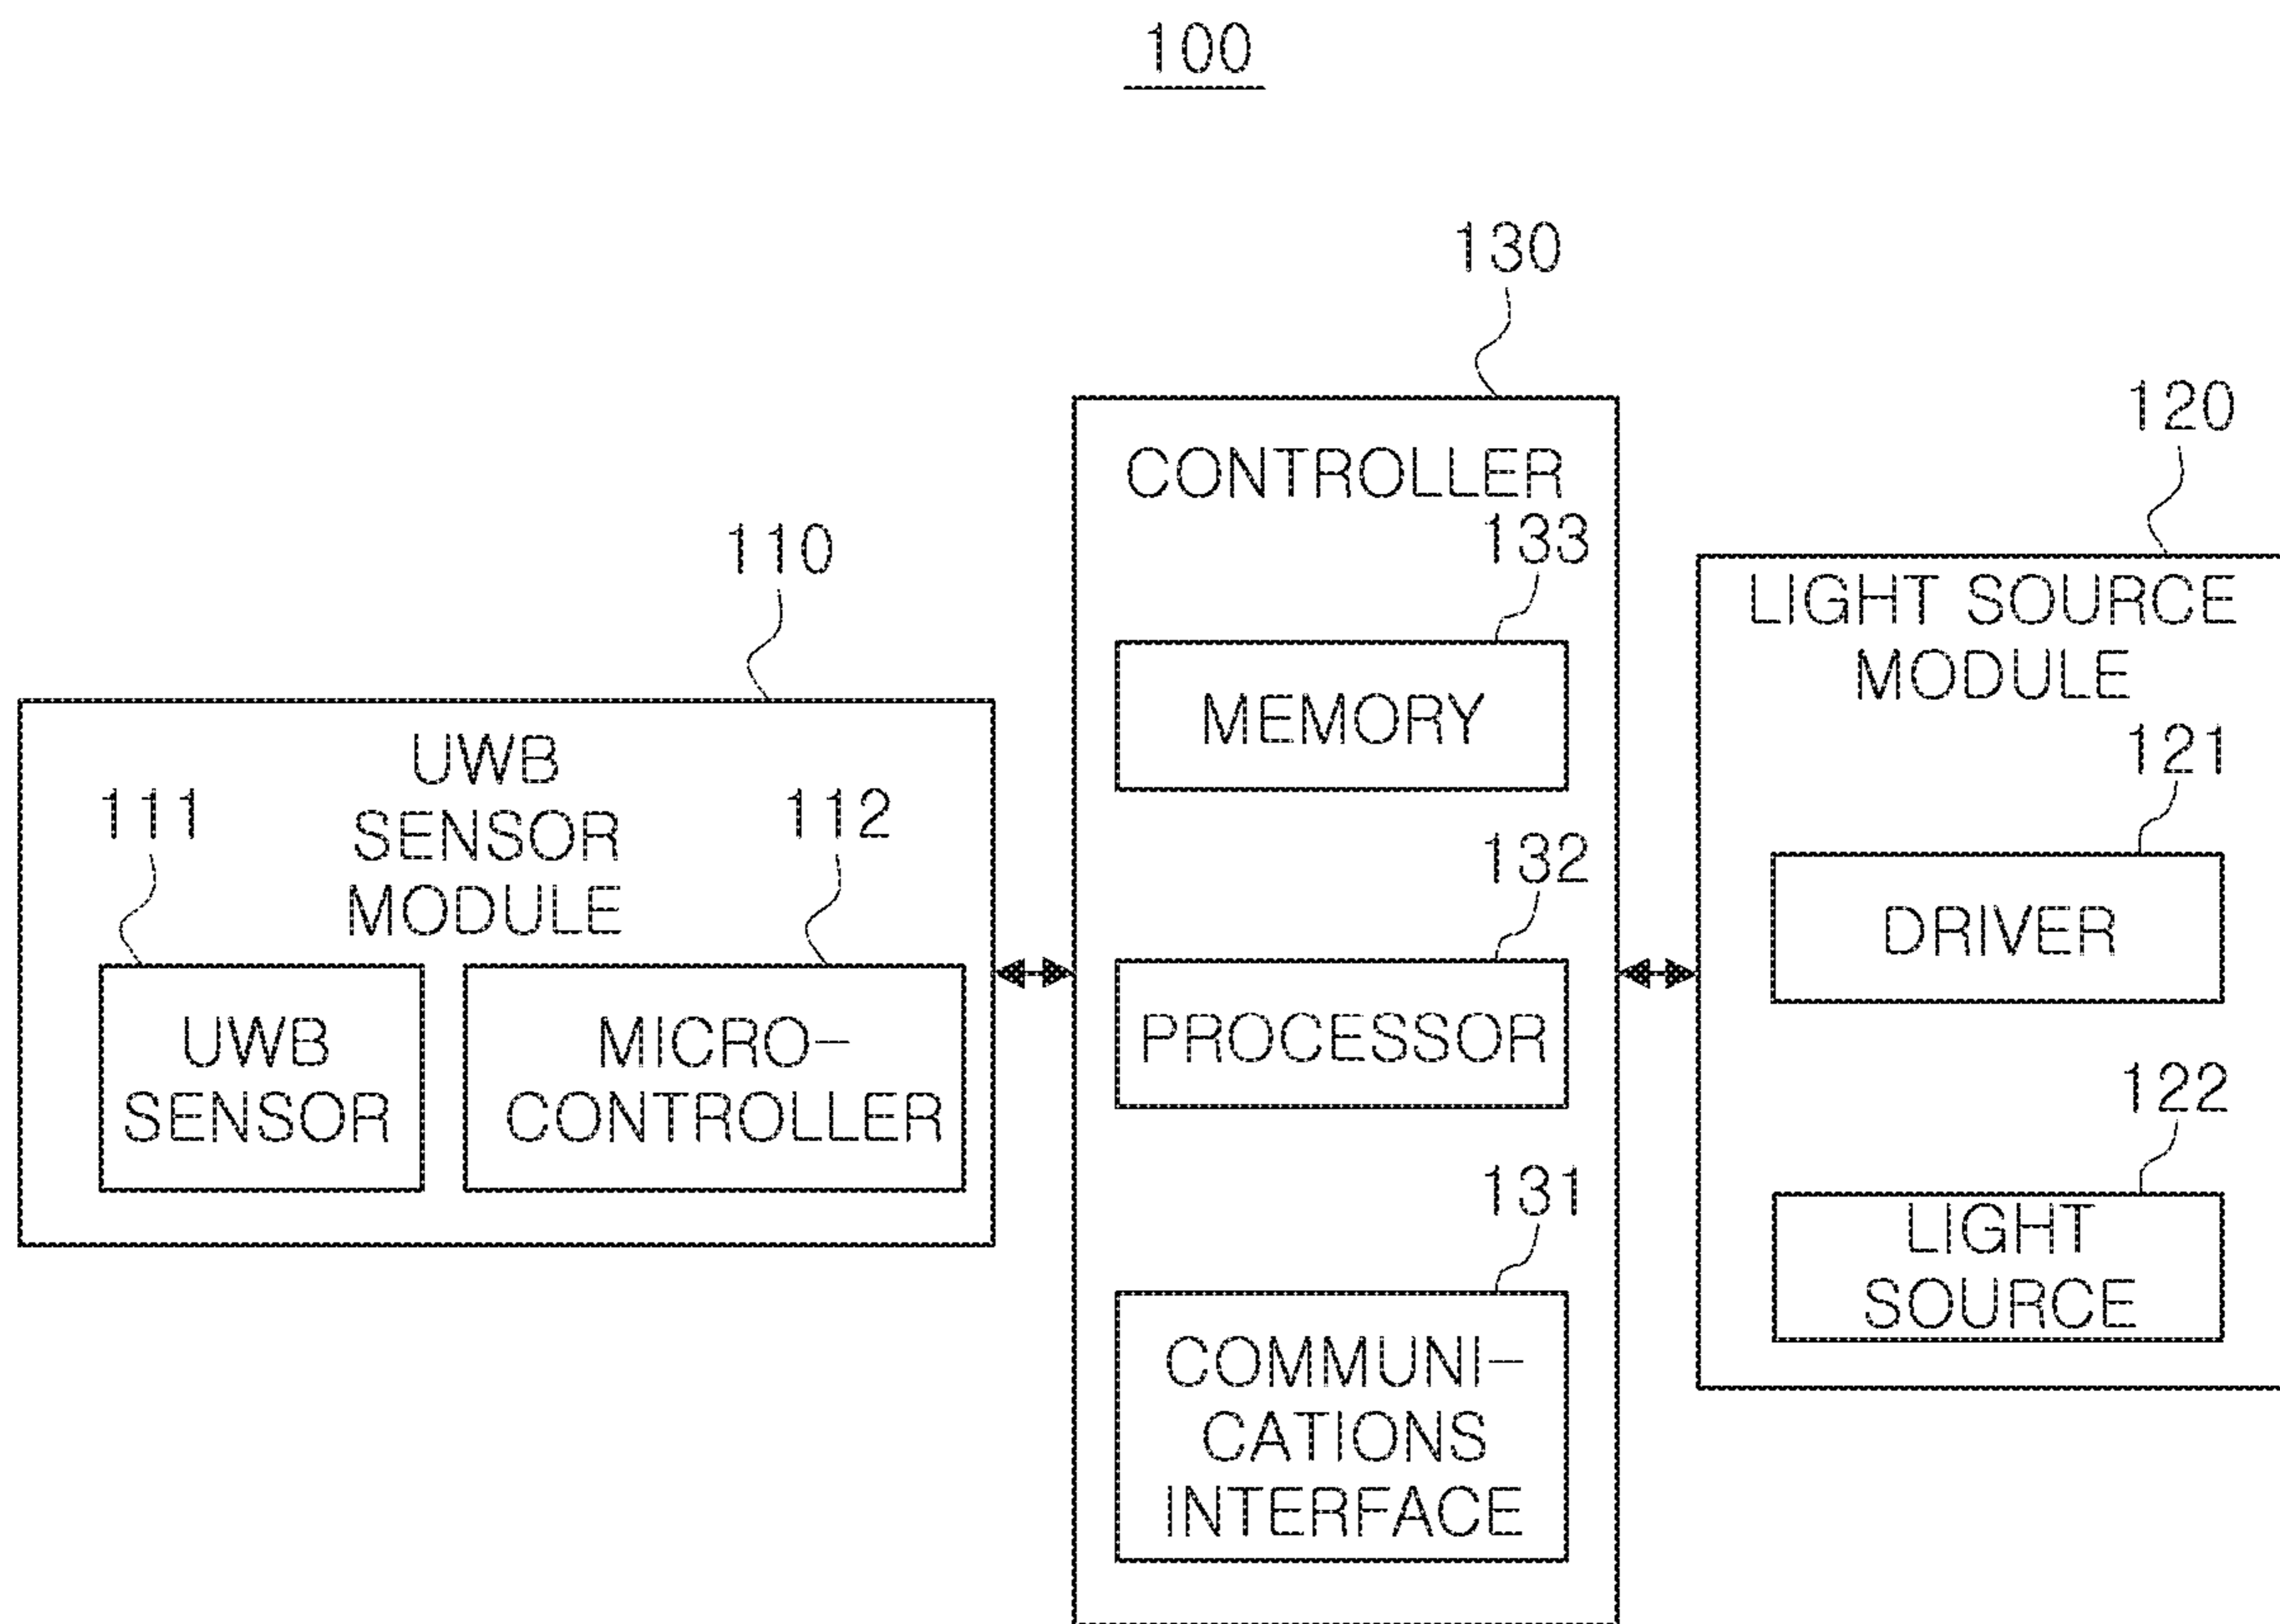 100
130
CONTROLLER
133
MEMORY
132
PROCESSOR
131
COMMUNI-
CATIONS
INTERFACE
110
UWB
SENSOR
MODULE
111
UWB
SENSOR
112
MICRO-
CONTROLLER
120
LIGHT SOURCE
MODULE
121
DRIVER
122
LIGHT
SOURCE